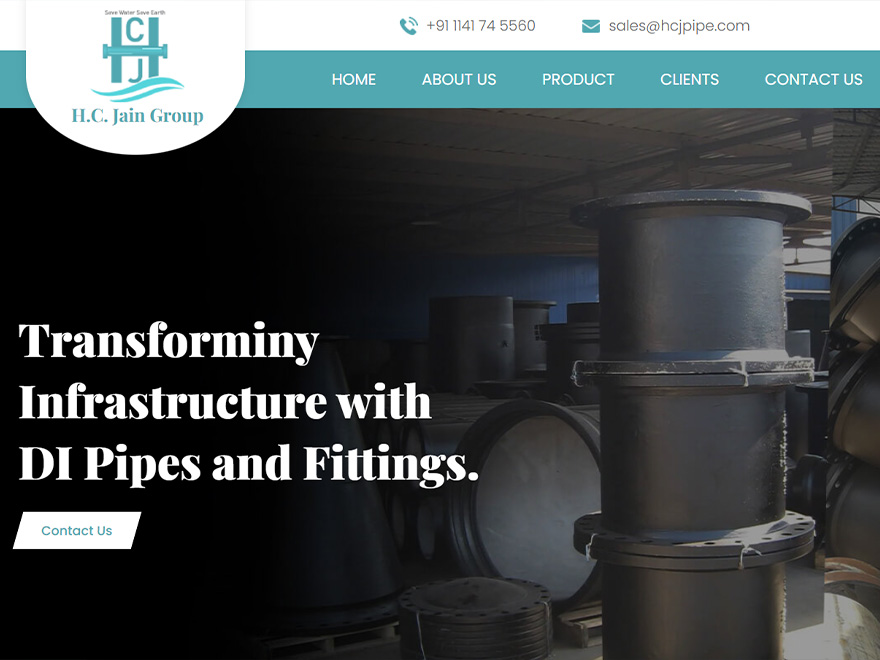 Save Water Save Earth
HCJ
H.C. Jain Group
+91 1141 74 5560
sales@hcjpipe.com
HOME
ABOUT US
PRODUCT
CLIENTS
CONTACT US
Transforminy
Infrastructure with
DI Pipes and Fittings.
Contact Us